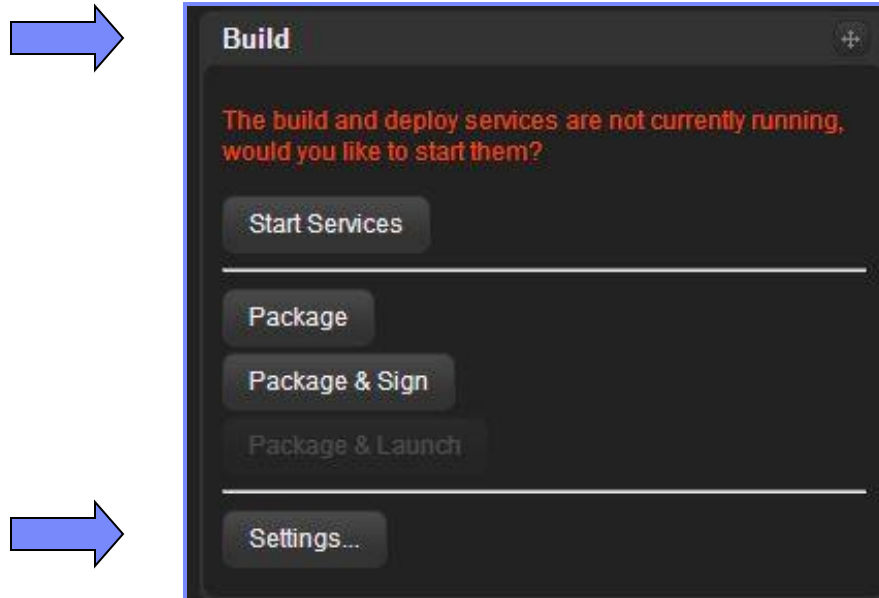 Build
The build and deploy services are not currently running,
would you like to start them?
Start Services
Package
Package & Sign
Package & Launch
Settings...